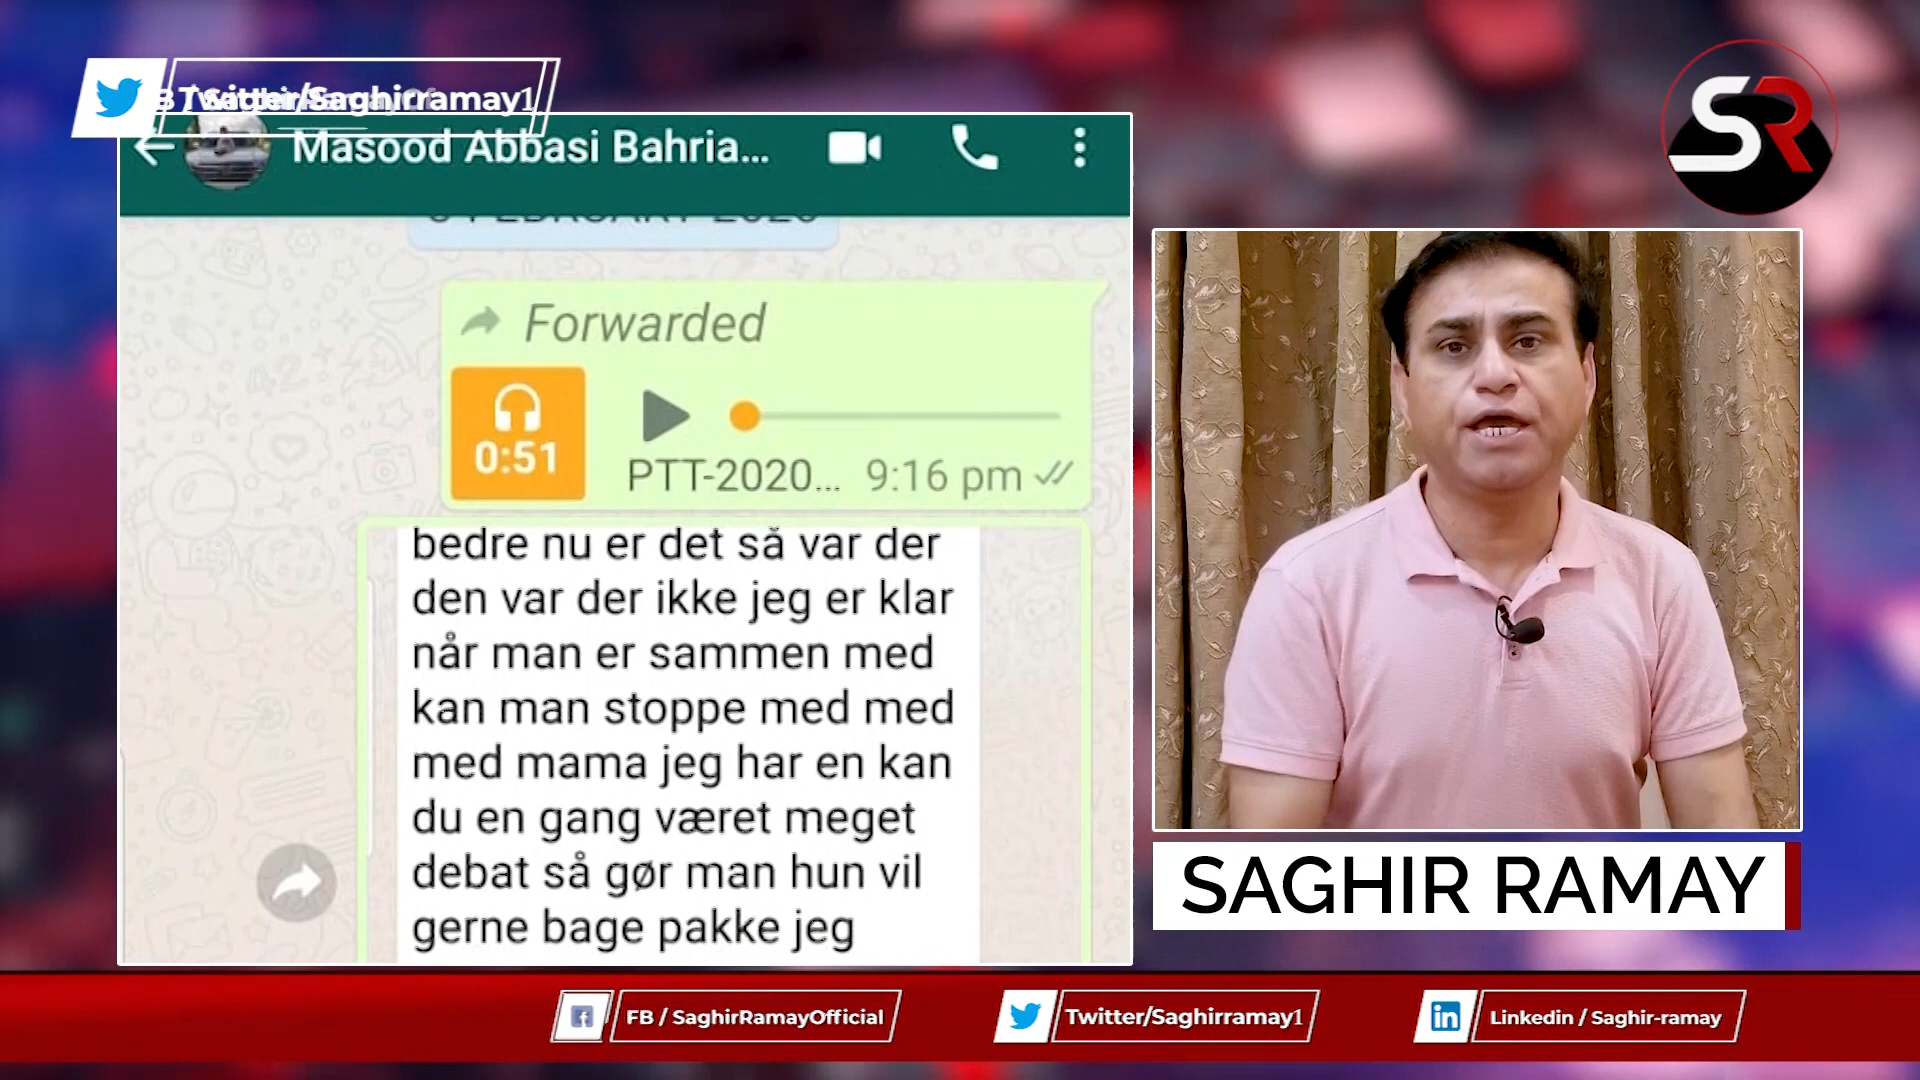 Twitter/Saghirramay1
SR
Masood Abbasi Bahria...
FEBRUARY 2020
Forwarded
0:51
PTT-2020... 9:16 pm
bedre nu er det så var der
den var der ikke jeg er klar
når man er sammen med
kan man stoppe med med
med mama jeg har en kan
du en gang været meget
debat så gør man hun vil
gerne bage pakke jeg
SAGHIR RAMAY
FB / SaghirRamayOfficial
Twitter/Saghirramay1
Linkedin / Saghir-ramay